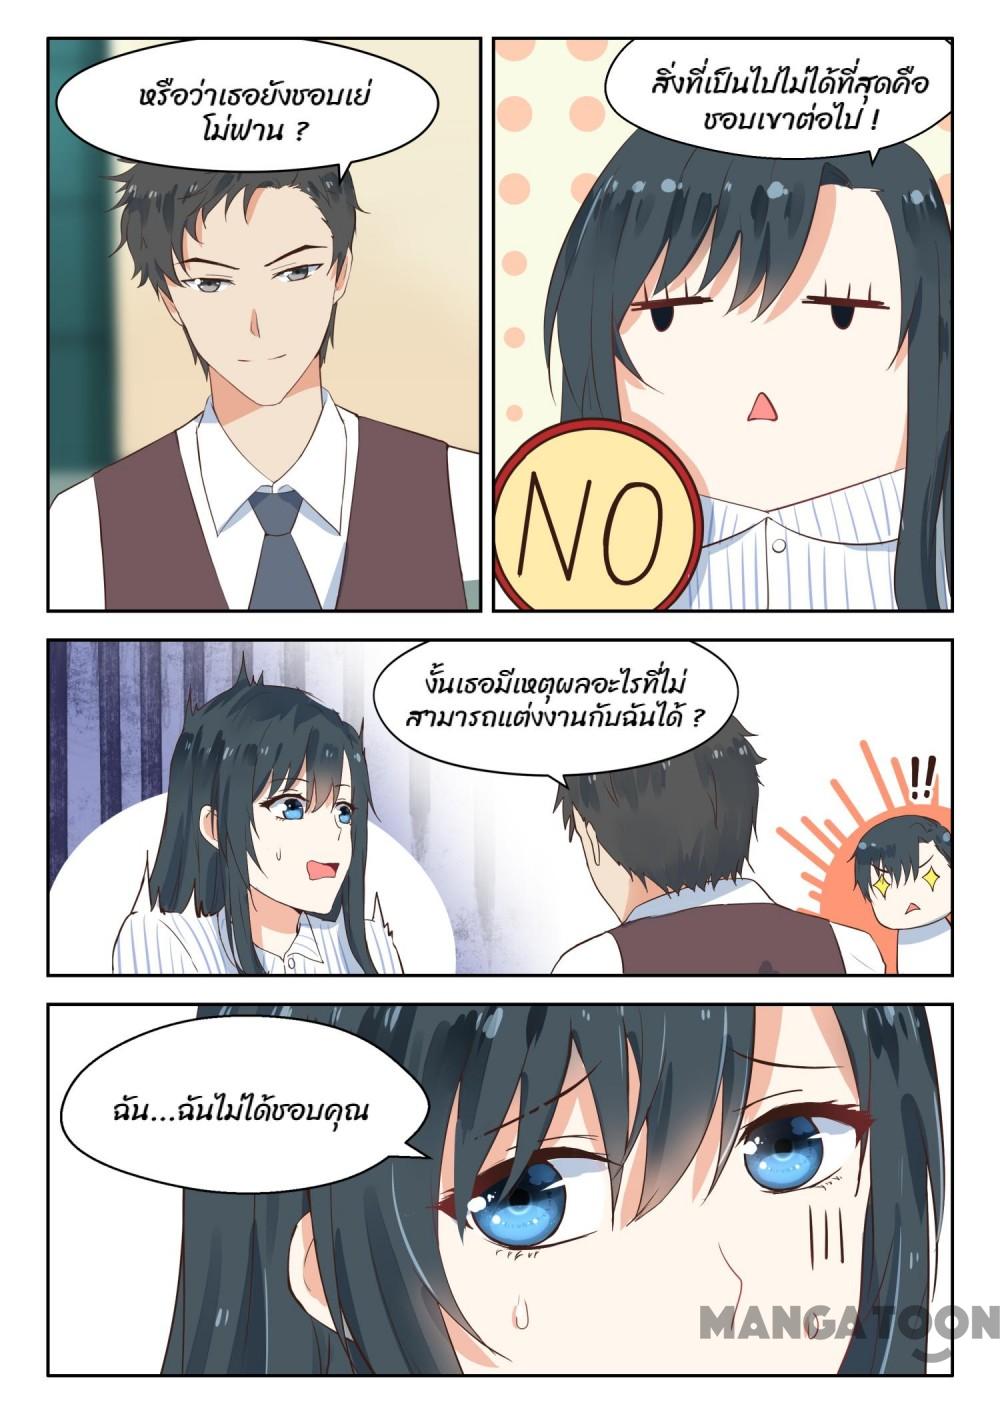 หรือว่าเธอยังชอบเย่
โม่ฟาน ?
สิ่งที่เป็นไปไม่ได้ที่สุดคือ
ชอบเขาต่อไป !
NO
งั้นเธอมีเหตุผลอะไรที่ไม่
สามารถแต่งงานกับฉันได้ ?
!!
ฉัน...ฉันไม่ได้ชอบคุณ
MANGATOON